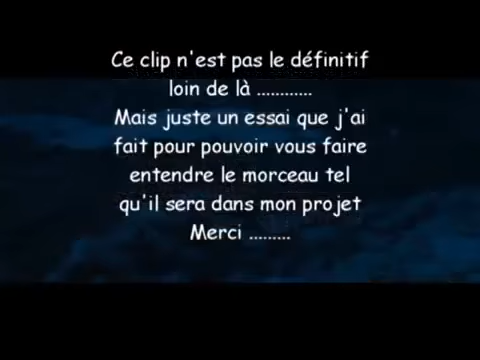 Ce clip n'est pas le définitif
loin de là ............
Mais juste un essai que j'ai
fait pour pouvoir vous faire
entendre le morceau tel
qu'il sera dans mon projet
Merci .........